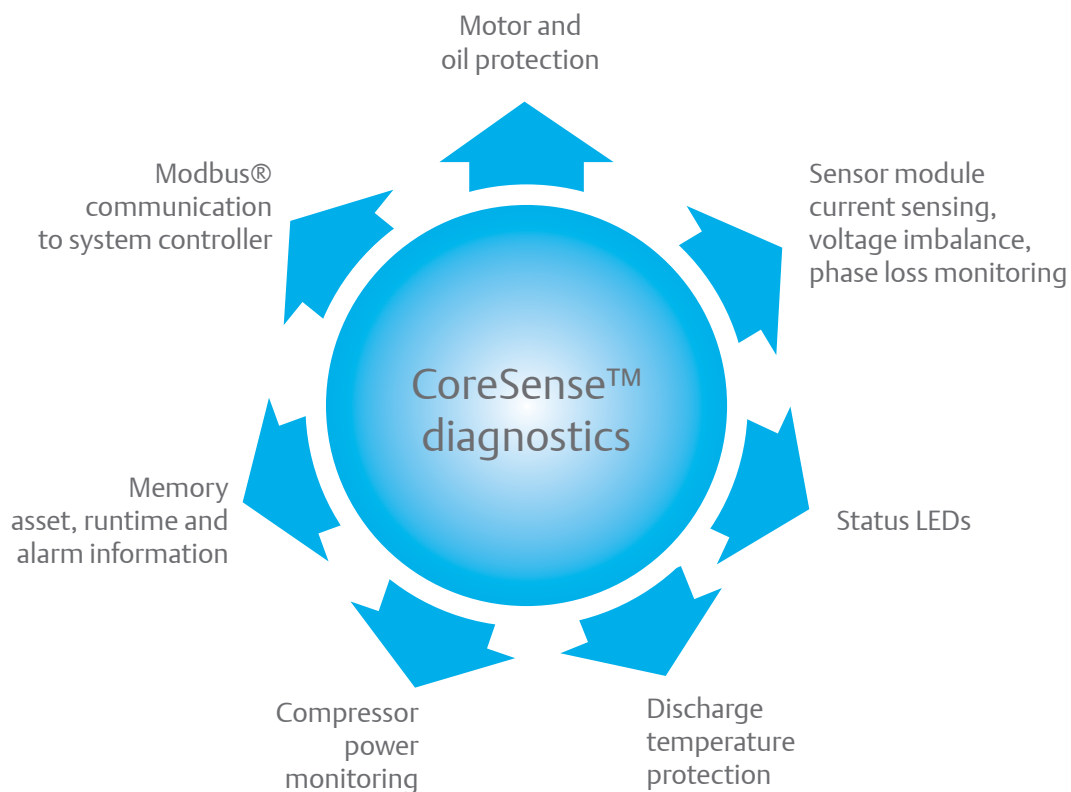 Motor and
oil protection
Modbus®
communication
to system controller
Sensor module
current sensing,
voltage imbalance,
phase loss monitoring
CoreSense™
diagnostics
Memory
asset, runtime and
alarm information
Status LEDs
Compressor
power
monitoring
Discharge
temperature
protection